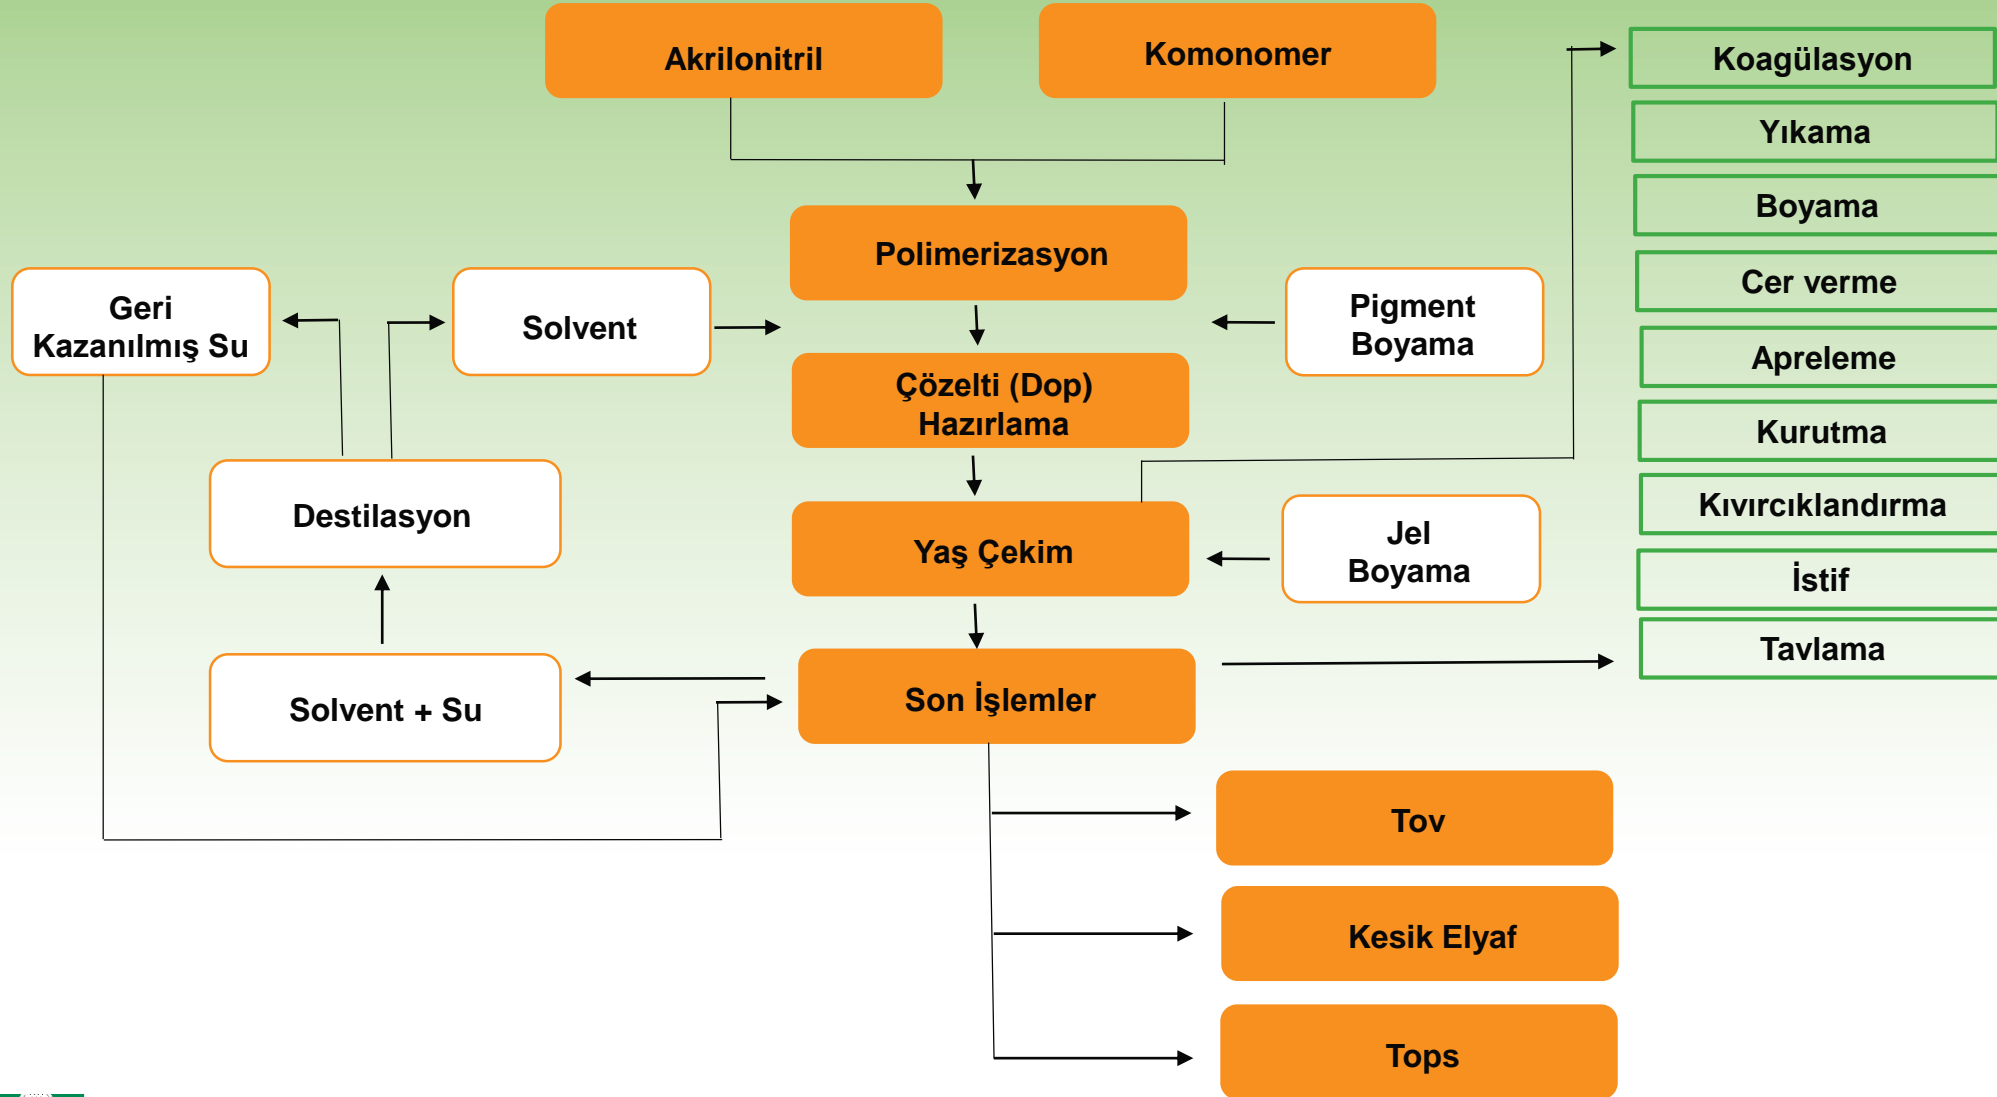 Akrilonitril
Komonomer
Polimerizasyon
Geri
Kazanılmış Su
Solvent
Pigment
Boyama
Çözelti (Dop)
Hazırlama
Destilasyon
Yaş Çekim
Jel
Boyama
Solvent + Su
Son İşlemler
Tov
Kesik Elyaf
Tops
Koagülasyon
Yıkama
Boyama
Cer verme
Apreleme
Kurutma
Kıvırcıklandırma
İstif
Tavlama